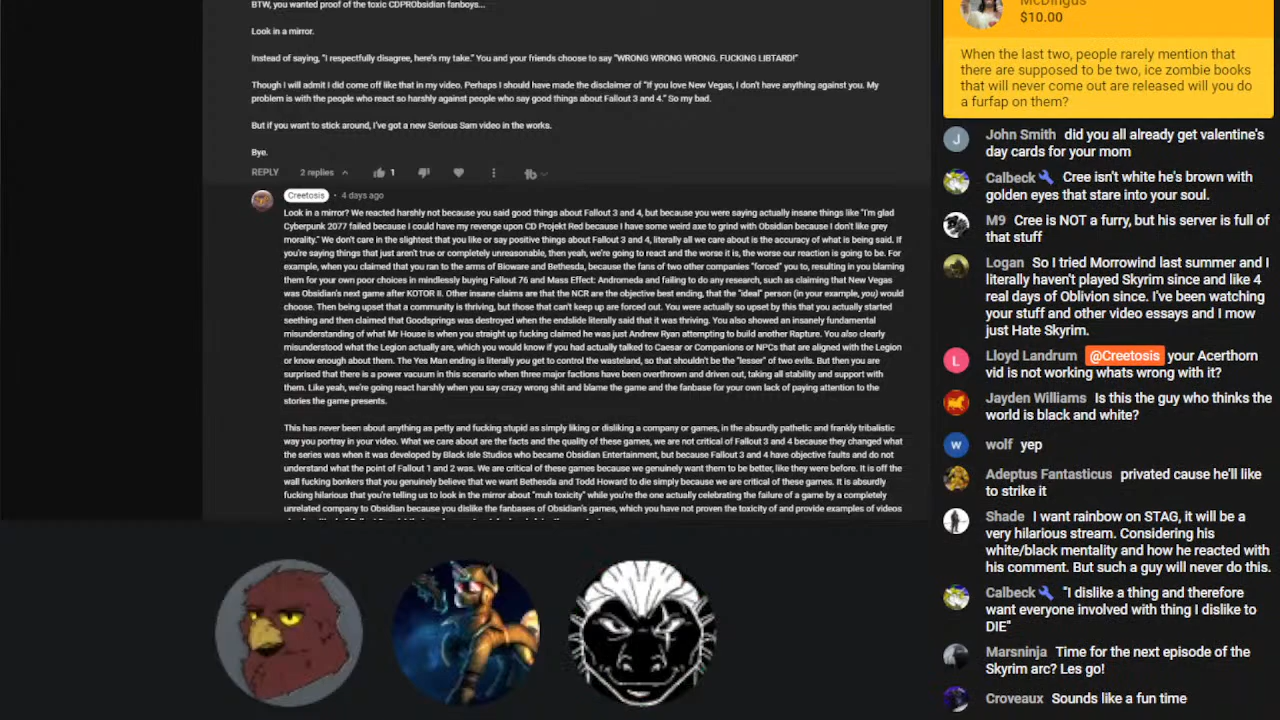 BTW, you wanted proof of the toxic CDPRObsidian fanboys...
Look in a mirror.
Instead of saying, "I respectfully disagree, here's my take." You and your friends choose to say "WRONG WRONG WRONG. FUCKING LIBTARD!"
Though I will admit I did come off like that in my video. Perhaps I should have made the disclaimer of "If you love New Vegas, I don't have anything against you. My
problem is with the people who react so harshly against people who say good things about Fallout 3 and 4." So my bad.
But if you want to stick around, I've got a new Serious Sam video in the works.
Bye.
REPLY 2 replies 1
Creetosis • 4 days ago
Look in a mirror? We reacted harshly not because you said good things about Fallout 3 and 4, but because you were saying actually insane things like "I'm glad
Cyberpunk 2077 failed because I could have my revenge upon CD Projekt Red because I have some weird axe to grind with Obsidian because I don't like grey
morality." We don't care in the slightest that you like or say positive things about Fallout 3 and 4, literally all we care about is the accuracy of what is being said. If
you're saying things that just aren't true or completely unreasonable, then yeah, we're going to react and the worse it is, the worse our reaction is going to be. For
example, when you claimed that you ran to the arms of Bioware and Bethesda, because the fans of two other companies "forced" you to, resulting in you blaming
them for your own poor choices in mindlessly buying Fallout 76 and Mass Effect: Andromeda and failing to do any research, such as claiming that New Vegas
was Obsidian's next game after KOTOR II. Other insane claims are that the NCR are the objective best ending, that the "ideal" person (in your example, you) would
choose. Then being upset that a community is thriving, but those that can't keep up are forced out. You were actually so upset by this that you actually started
seething and then claimed that Goodsprings was destroyed when the endslide literally said that it was thriving. You also showed an insanely fundamental
misunderstanding of what Mr House is when you straight up fucking claimed he was just Andrew Ryan attempting to build another Rapture. You also clearly
misunderstood what the Legion actually are, which you would know if you had actually talked to Caesar or Companions or NPCs that are aligned with the Legion
or know enough about them. The Yes Man ending is literally you get to control the wasteland, so that shouldn't be the "lesser" of two evils. But then you are
surprised that there is a power vacuum in this scenario when three major factions have been overthrown and driven out, taking all stability and support with
them. Like yeah, we're going react harshly when you say crazy wrong shit and blame the game and the fanbase for your own lack of paying attention to the
stories the game presents.
This has never been about anything as petty and fucking stupid as simply liking or disliking a company or games, in the absurdly pathetic and frankly tribalistic
way you portray in your video. What we care about are the facts and the quality of these games, we are not critical of Fallout 3 and 4 because they changed what
the series was when it was developed by Black Isle Studios who became Obsidian Entertainment, but because Fallout 3 and 4 have objective faults and do not
understand what the point of Fallout 1 and 2 was. We are critical of these games because we genuinely want them to be better, like they were before. It is off the
wall fucking bonkers that you genuinely believe that we want Bethesda and Todd Howard to die simply because we are critical of these games. It is absurdly
fucking hilarious that you're telling us to look in the mirror about "muh toxicity" while you're the one actually celebrating the failure of a game by a completely
unrelated company to Obsidian because you dislike the fanbases of Obsidian's games, which you have not proven the toxicity of and provide examples of videos
McDingus
$10.00
When the last two, people rarely mention that
there are supposed to be two, ice zombie books
that will never come out are released will you do
a furfap on them?
John Smith did you all already get valentine's
day cards for your mom
Calbeck Cree isn't white he's brown with
golden eyes that stare into your soul.
M9 Cree is NOT a furry, but his server is full of
that stuff
Logan So I tried Morrowind last summer and I
literally haven't played Skyrim since and like 4
real days of Oblivion since. I've been watching
your stuff and other video essays and I mow
just Hate Skyrim.
Lloyd Landrum @Creetosis your Acerthorn
vid is not working whats wrong with it?
Jayden Williams Is this the guy who thinks the
world is black and white?
wolf yep
Adeptus Fantasticus privated cause he'll like
to strike it
Shade I want rainbow on STAG, it will be a
very hilarious stream. Considering his
white/black mentality and how he reacted with
his comment. But such a guy will never do this.
Calbeck "I dislike a thing and therefore
want everyone involved with thing I dislike to
DIE"
Marsninja Time for the next episode of the
Skyrim arc? Les go!
Croveaux Sounds like a fun time